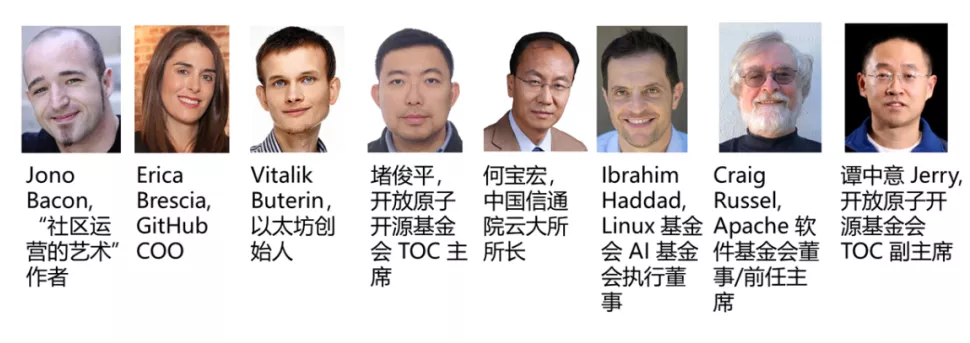 Jono
Bacon,
“社区运
营的艺术”
作者
Erica
Brescia,
GitHub
COO
Vitalik
Buterin,
以太坊创
始人
堵俊平，
开放原子
开源基金
会 TOC 主
席
何宝宏，
中国信通
院云大所
所长
Ibrahim
Haddad,
Linux 基金
会 AI 基金
会执行董
事
Craig
Russel,
Apache 软
件基金会董
事/前任主
席
谭中意 Jerry,
开放原子开
源基金会
TOC 副主席